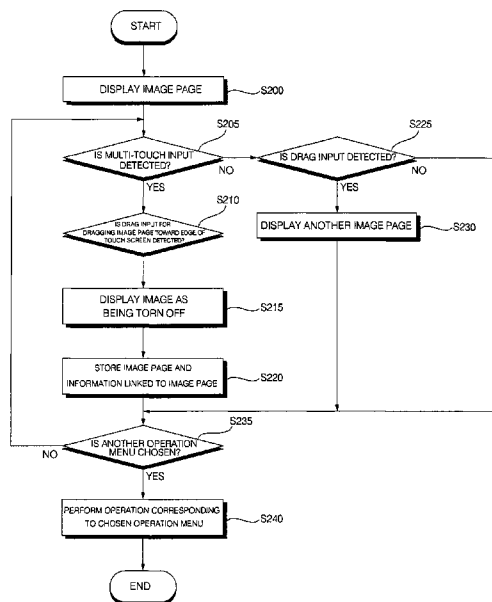 START
DISPLAY IMAGE PAGE
S200
S205
IS MULTI-TOUCH INPUT
DETECTED?
NO
YES
S225
IS DRAG INPUT DETECTED?
NO
YES
S210
IS DRAG INPUT FOR
DRAGGING IMAGE PAGE TOWARD EDGE OF
TOUCH SCREEN DETECTED?
DISPLAY ANOTHER IMAGE PAGE
S230
DISPLAY IMAGE AS
BEING TORN OFF
S215
STORE IMAGE PAGE AND
INFORMATION LINKED TO IMAGE PAGE
S220
S235
IS ANOTHER OPERATION
MENU CHOSEN?
NO
YES
PERFORM OPERATION CORRESPONDING
TO CHOSEN OPERATION MENU
S240
END